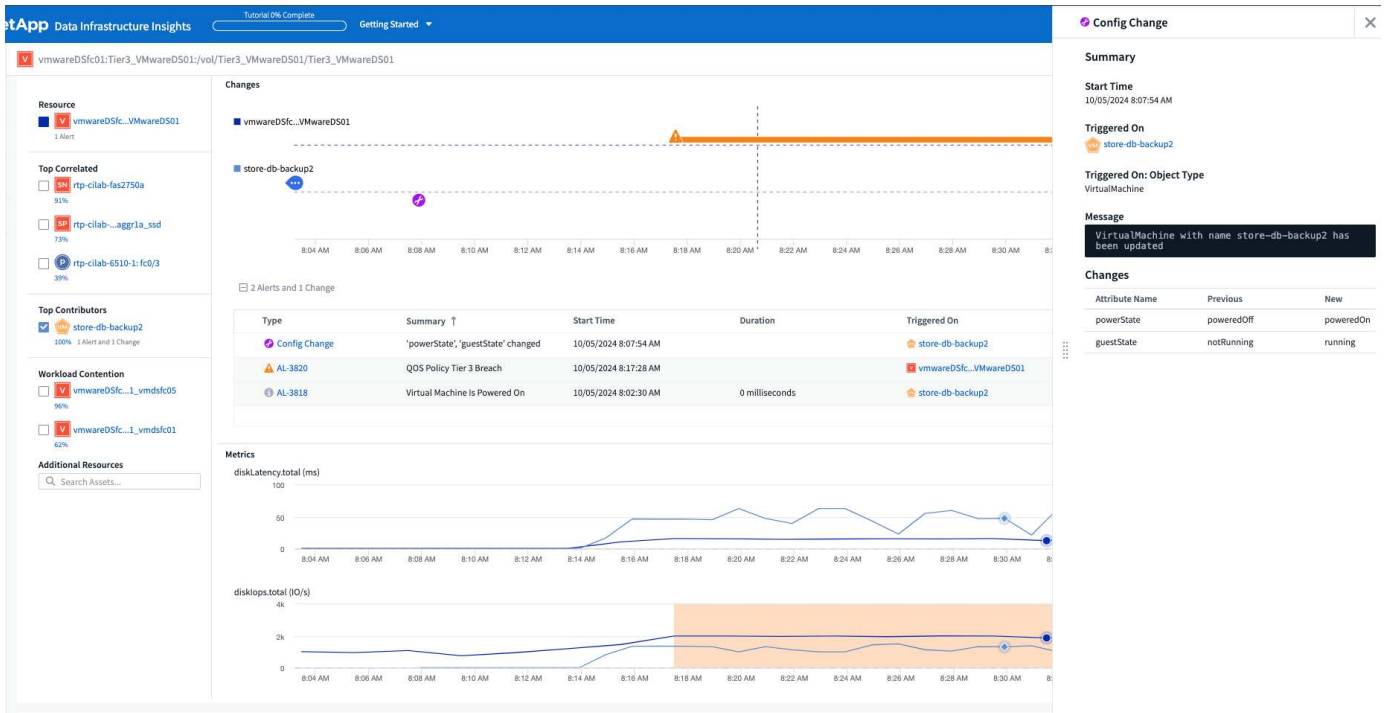 etApp Data Infrastructure Insights
Tutorial 0% Complete
Getting Started
V vmwareDSfc01:Tier3_VMwareDS01:/vol/Tier3_VMwareDS01/Tier3_VMwareDS01
Resource
V vmwareDSfc...VMwareDS01
1 Alert
Top Correlated
SN rtp-cilab-fas2750a
91%
SP rtp-cilab-...aggr1a_ssd
73%
P rtp-cilab-6510-1: fc0/3
39%
Top Contributors
VM store-db-backup2
100% 1 Alert and 1 Change
Workload Contention
V vmwareDSfc...1_vmdsfc05
96%
V vmwareDSfc...1_vmdsfc01
62%
Additional Resources
Search Assets...
Changes
vmwareDSfc...VMwareDS01
store-db-backup2
8:04 AM 8:06 AM 8:08 AM 8:10 AM 8:12 AM 8:14 AM 8:16 AM 8:18 AM 8:20 AM 8:22 AM 8:24 AM 8:26 AM 8:28 AM 8:30 AM 8:
2 Alerts and 1 Change
Type Summary ↑ Start Time Duration Triggered On
Config Change 'powerState', 'guestState' changed 10/05/2024 8:07:54 AM store-db-backup2
AL-3820 QOS Policy Tier 3 Breach 10/05/2024 8:17:28 AM vmwareDSfc...VMwareDS01
AL-3818 Virtual Machine Is Powered On 10/05/2024 8:02:30 AM 0 milliseconds store-db-backup2
Metrics
diskLatency.total (ms)
100
50
0
8:04 AM 8:06 AM 8:08 AM 8:10 AM 8:12 AM 8:14 AM 8:16 AM 8:18 AM 8:20 AM 8:22 AM 8:24 AM 8:26 AM 8:28 AM 8:30 AM 8:
diskIops.total (IO/s)
4k
2k
0
8:04 AM 8:06 AM 8:08 AM 8:10 AM 8:12 AM 8:14 AM 8:16 AM 8:18 AM 8:20 AM 8:22 AM 8:24 AM 8:26 AM 8:28 AM 8:30 AM 8:
Config Change
Summary
Start Time
10/05/2024 8:07:54 AM
Triggered On
VM store-db-backup2
Triggered On: Object Type
VirtualMachine
Message
VirtualMachine with name store-db-backup2 has
been updated
Changes
Attribute Name Previous New
powerState poweredOff poweredOn
guestState notRunning running